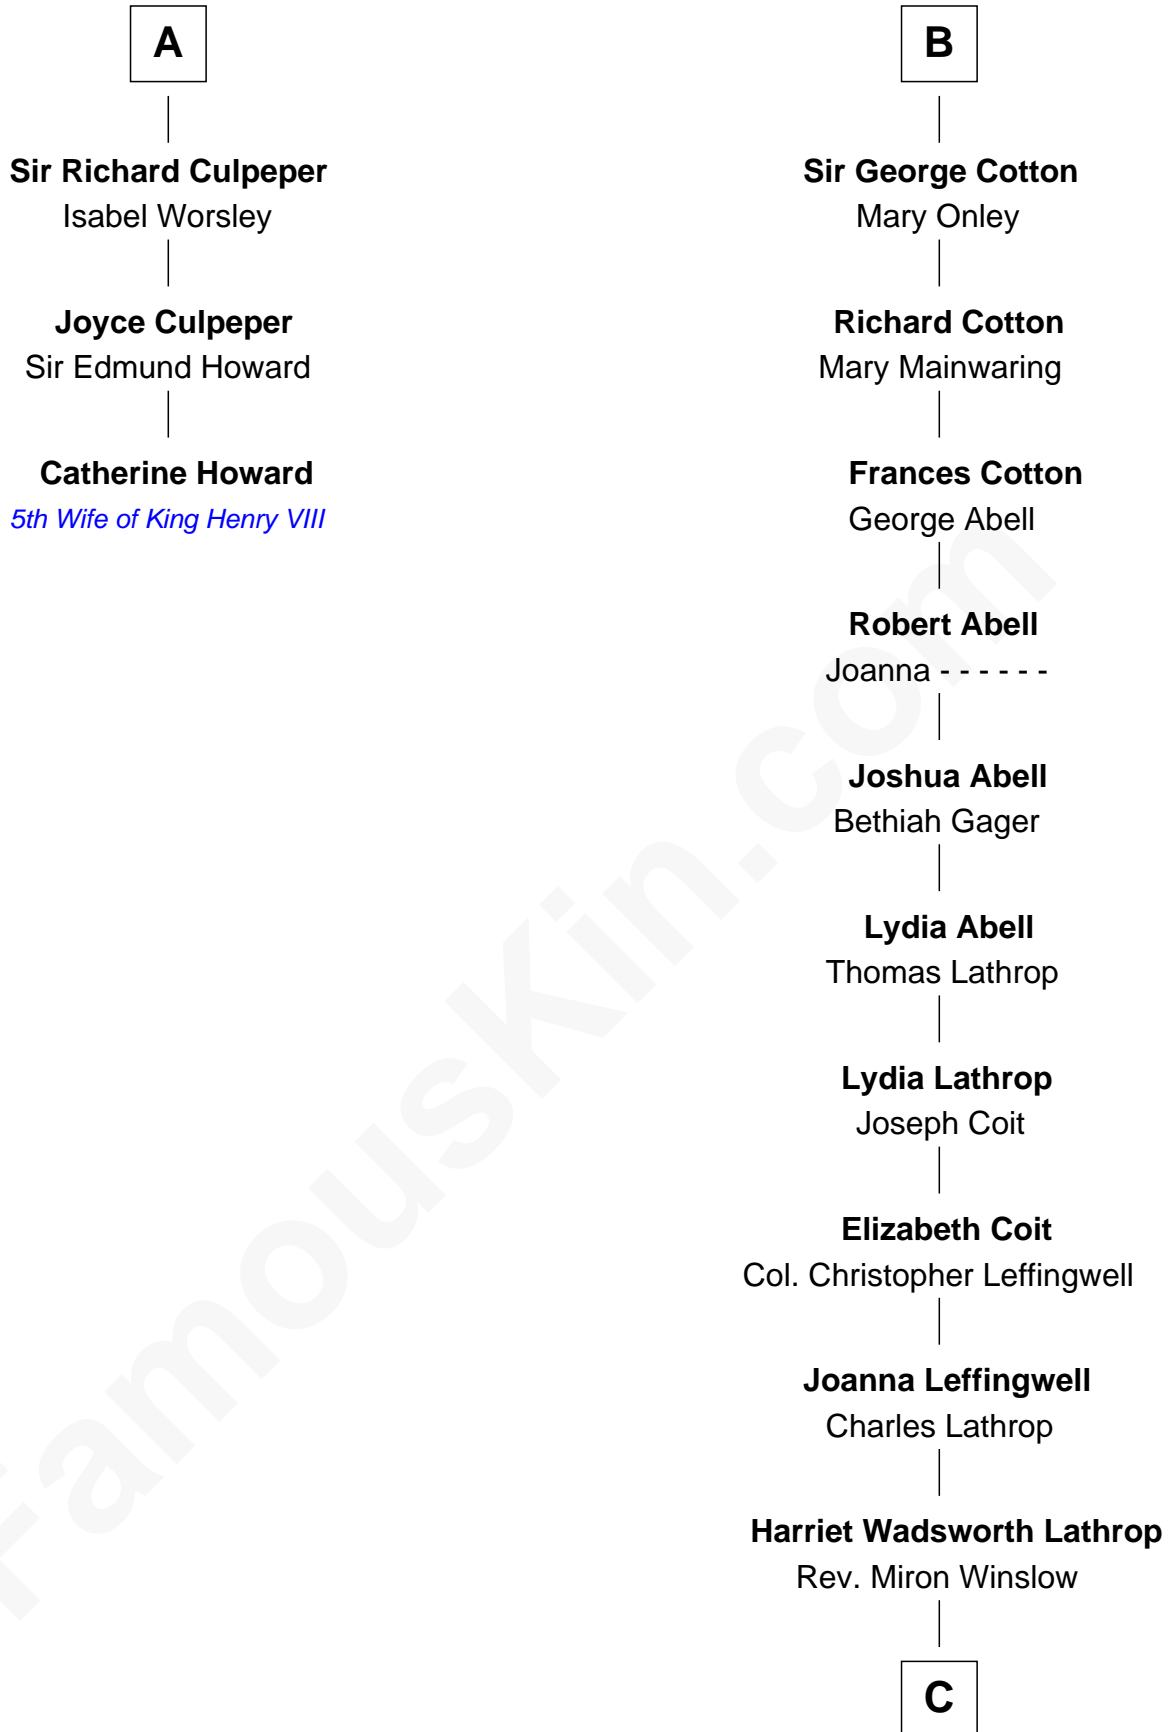 A
Sir Richard Culpeper
Isabel Worsley
Joyce Culpeper
Sir Edmund Howard
Catherine Howard
5th Wife of King Henry VIII
B
Sir George Cotton
Mary Onley
Richard Cotton
Mary Mainwaring
Frances Cotton
George Abell
Robert Abell
Joanna - - - - - -
Joshua Abell
Bethiah Gager
Lydia Abell
Thomas Lathrop
Lydia Lathrop
Joseph Coit
Elizabeth Coit
Col. Christopher Leffingwell
Joanna Leffingwell
Charles Lathrop
Harriet Wadsworth Lathrop
Rev. Miron Winslow
C
FamousKin.com